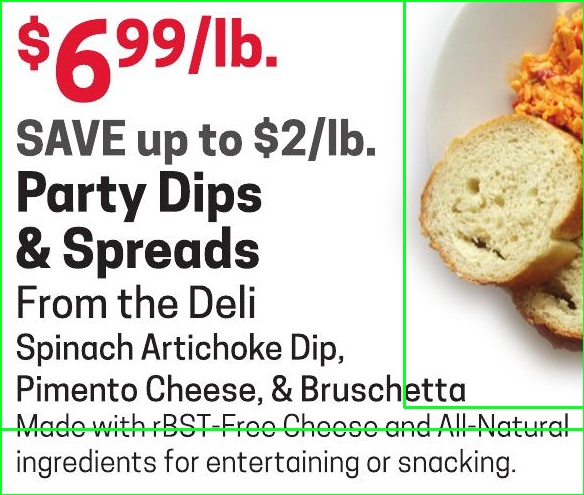 $6.99/lb.
SAVE up to $2/lb.
Party Dips
& Spreads
From the Deli
Spinach Artichoke Dip,
Pimento Cheese, & Bruschetta
Made with rBST-Free Cheese and All-Natural
ingredients for entertaining or snacking.